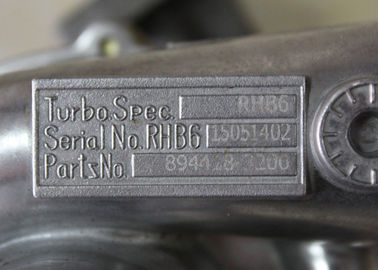 Turbo.Spec. RHB6
Serial No.RHB6 15051402
PartsNo.